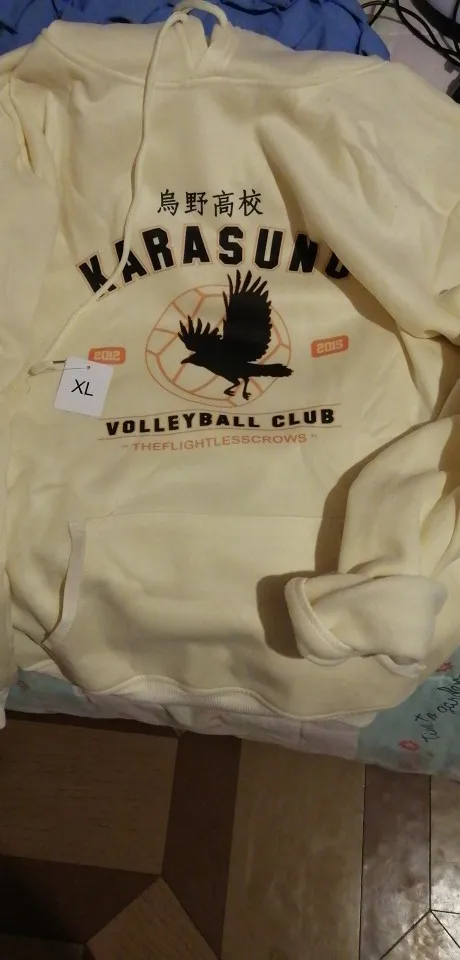 烏野高校
KARASUNO
2012
2015
XL
VOLLEYBALL CLUB
"THEFLIGHTLESSCROWS"